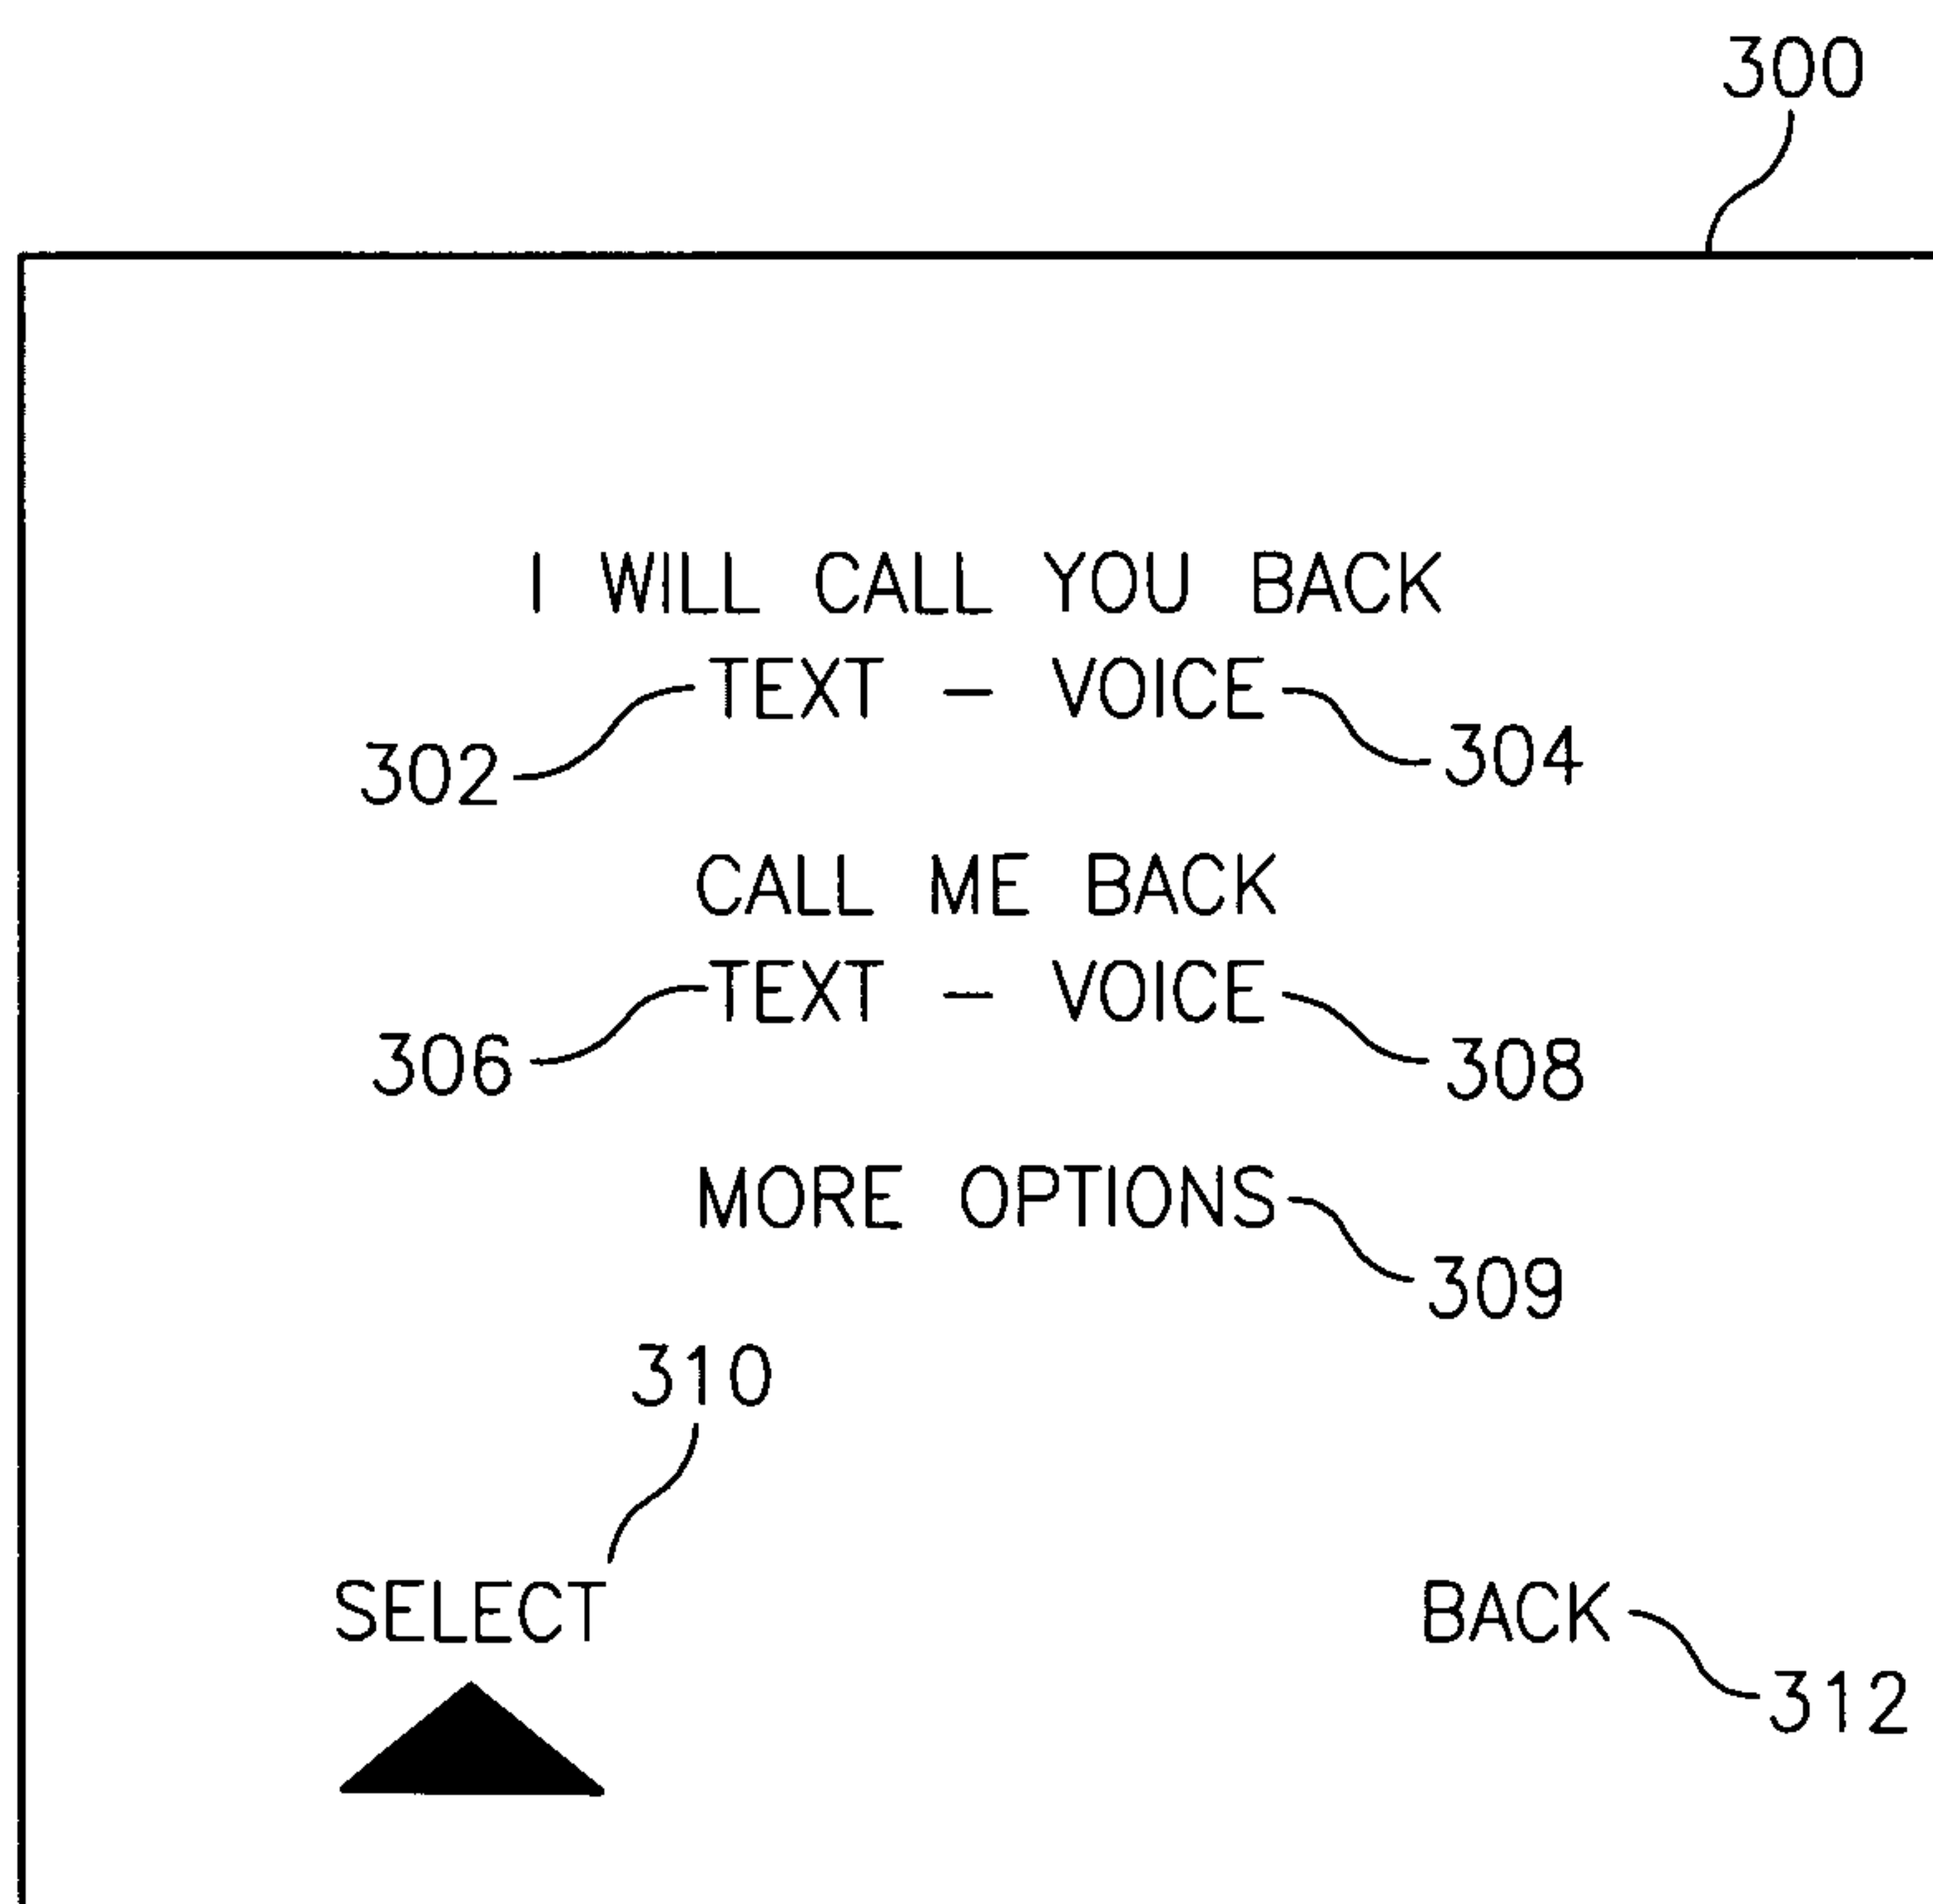 300
I WILL CALL YOU BACK
TEXT - VOICE
302
304
CALL ME BACK
TEXT - VOICE
306
308
MORE OPTIONS
309
310
SELECT
BACK
312